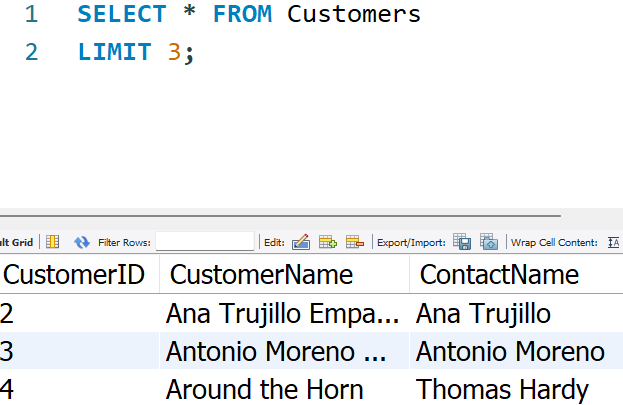 1 SELECT * FROM Customers
2 LIMIT 3;
ult Grid Filter Rows: Edit: Export/Import: Wrap Cell Content:
CustomerID CustomerName ContactName
2 Ana Trujillo Empa... Ana Trujillo
3 Antonio Moreno ... Antonio Moreno
4 Around the Horn Thomas Hardy